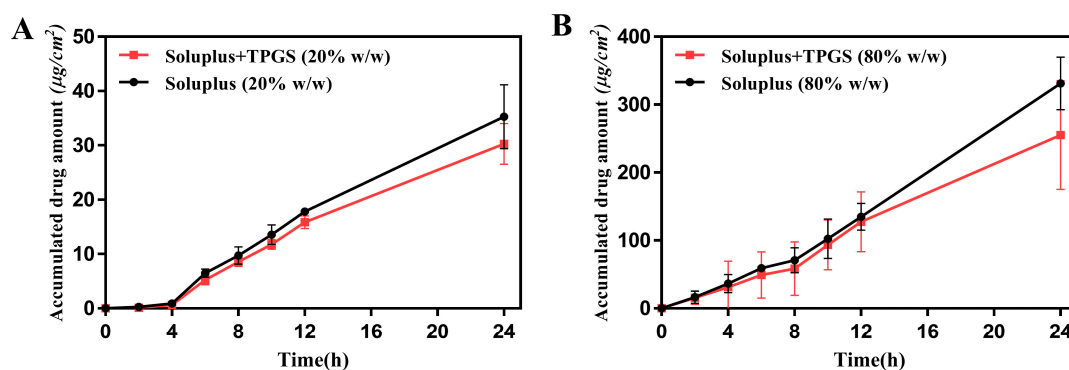 A
Accumulated drug amount (μg/cm²)
50
40
30
20
10
0
Soluplus+TPGS (20% w/w)
Soluplus (20% w/w)
0 4 8 12 16 20 24
Time(h)
B
Accumulated drug amount (μg/cm²)
400
300
200
100
0
Soluplus+TPGS (80% w/w)
Soluplus (80% w/w)
0 4 8 12 16 20 24
Time(h)